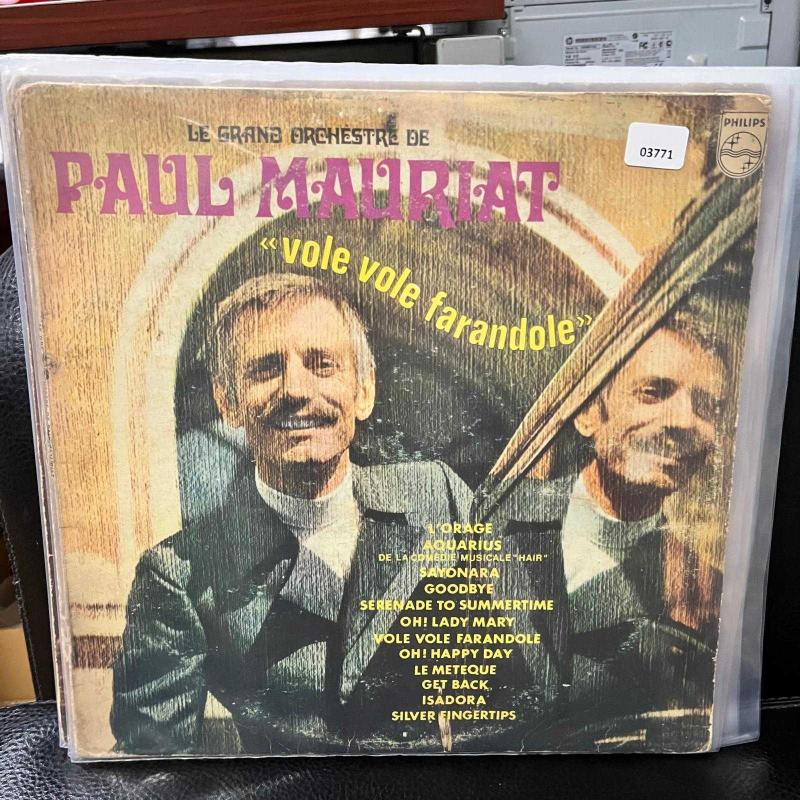 LE GRAND ORCHESTRE DE
PAUL MAURIAT
PHILIPS
03771
«vole vole farandole»
L'ORAGE
AQUARIUS
DE LA COMÉDIE MUSICALE "HAIR"
SAYONARA
GOODBYE
SERENADE TO SUMMERTIME
OH! LADY MARY
VOLE VOLE FARANDOLE
OH! HAPPY DAY
LE METEQUE
GET BACK
ISADORA
SILVER FINGERTIPS